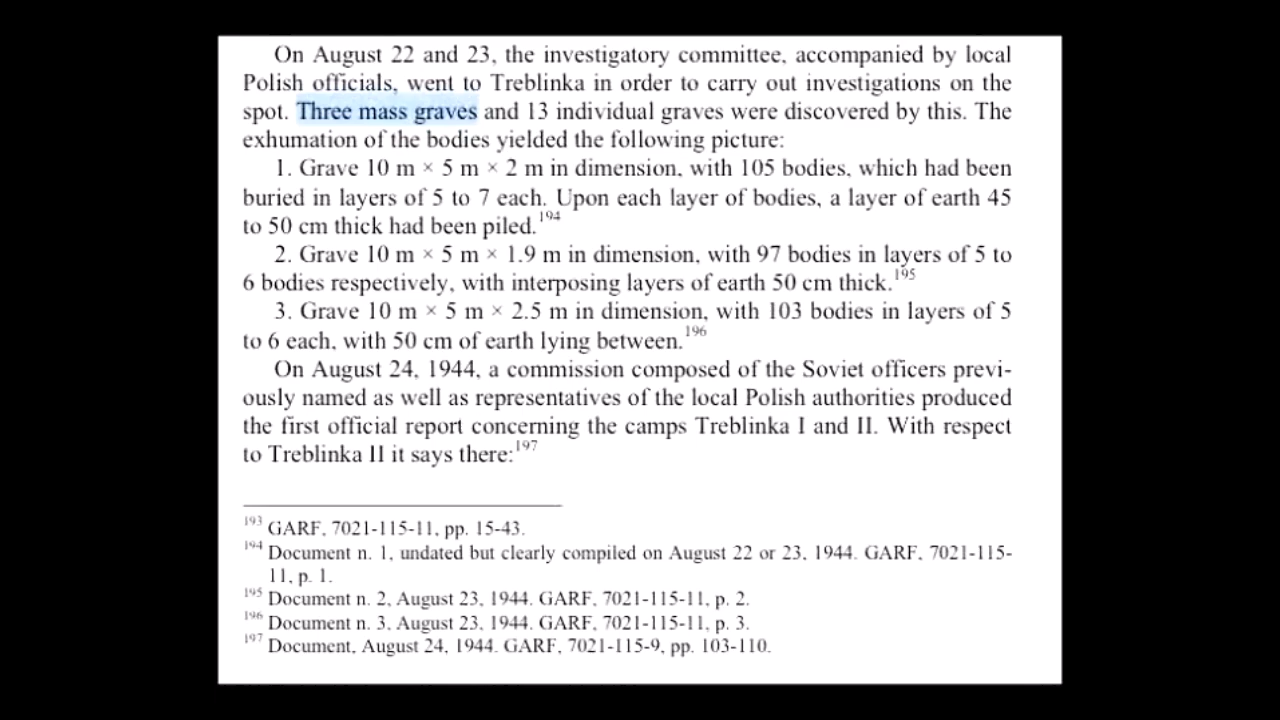 On August 22 and 23, the investigatory committee, accompanied by local
Polish officials, went to Treblinka in order to carry out investigations on the
spot. Three mass graves and 13 individual graves were discovered by this. The
exhumation of the bodies yielded the following picture:
1. Grave 10 m × 5 m × 2 m in dimension, with 105 bodies, which had been
buried in layers of 5 to 7 each. Upon each layer of bodies, a layer of earth 45
to 50 cm thick had been piled.194
2. Grave 10 m × 5 m × 1.9 m in dimension, with 97 bodies in layers of 5 to
6 bodies respectively, with interposing layers of earth 50 cm thick.195
3. Grave 10 m × 5 m × 2.5 m in dimension, with 103 bodies in layers of 5
to 6 each, with 50 cm of earth lying between.196
On August 24, 1944, a commission composed of the Soviet officers previ-
ously named as well as representatives of the local Polish authorities produced
the first official report concerning the camps Treblinka I and II. With respect
to Treblinka II it says there:197
193 GARF, 7021-115-11, pp. 15-43.
194 Document n. 1, undated but clearly compiled on August 22 or 23, 1944. GARF, 7021-115-
11, p. 1.
195 Document n. 2, August 23, 1944. GARF, 7021-115-11, p. 2.
196 Document n. 3, August 23, 1944. GARF, 7021-115-11, p. 3.
197 Document, August 24, 1944. GARF, 7021-115-9, pp. 103-110.